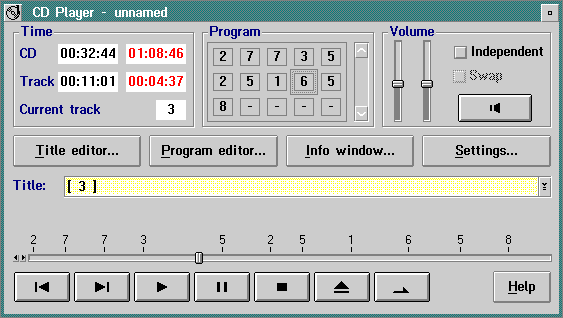 CD Player - unnamed
Time
CD 00:32:44 01:08:46
Track 00:11:01 00:04:37
Current track 3
Program
2 7 7 3 5
2 5 1 6 5
8 - - - -
Volume
Independent
Swap
Title editor... Program editor... Info window... Settings...
Title: [ 3 ]
2 7 7 3 5 2 5 1 6 5 8
Help